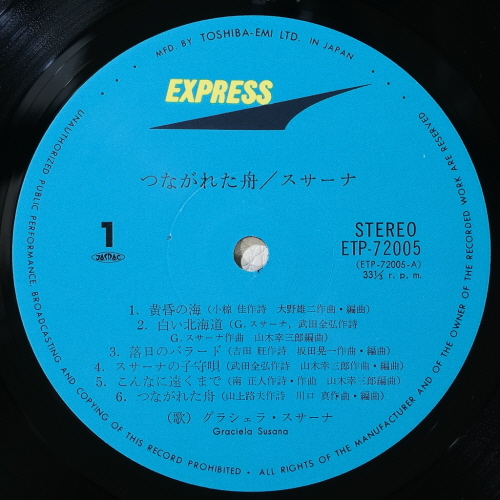 MFD. BY TOSHIBA-EMI LTD. IN JAPAN
EXPRESS
つながれた舟/スサーナ
1
JASRAC
STEREO
ETP-72005
(ETP-72005-A)
33 1/3 r. p. m.
1. 黄昏の海(小椋 佳作詩 大野雄二作曲・編曲)
2. 白い北海道(G. スサーナ, 武田全弘作詩
G. スサーナ作曲 山木幸三郎編曲)
3. 落日のバラード(吉田 旺作詩 坂田晃一作曲・編曲)
4. スサーナの子守唄(武田全弘作詩 山木幸三郎作曲・編曲)
5. こんなに遠くまで(南 正人作詩・作曲 山木幸三郎編曲)
6. つながれた舟(山上路夫作詩 川口 真作曲・編曲)
(歌) グラシェラ・スサーナ
Graciela Susana
UNAUTHORIZED PUBLIC PERFORMANCE, BROADCASTING AND COPYING OF THIS RECORD PROHIBITED • ALL RIGHTS OF THE MANUFACTURER AND OF THE OWNER OF THE RECORDED WORK ARE RESERVED